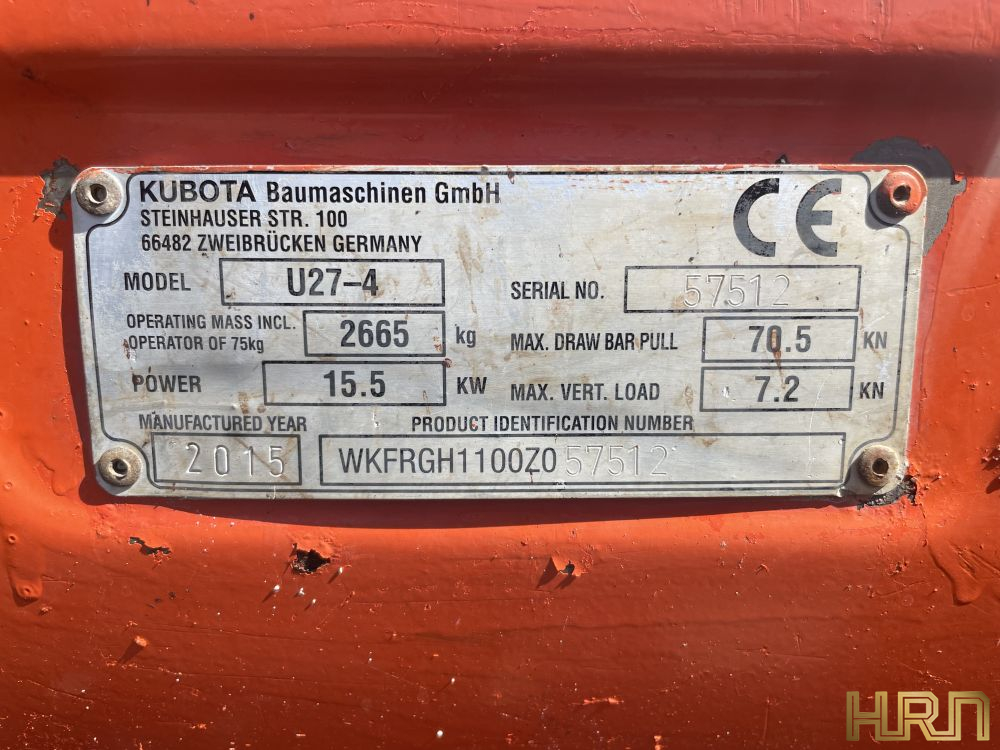 KUBOTA Baumaschinen GmbH
STEINHAUSER STR. 100
66482 ZWEIBRÜCKEN GERMANY
CE
MODEL U27-4
SERIAL NO. 57512
OPERATING MASS INCL.
OPERATOR OF 75kg 2665 kg
MAX. DRAW BAR PULL 70.5 KN
POWER 15.5 KW
MAX. VERT. LOAD 7.2 KN
MANUFACTURED YEAR
2015
PRODUCT IDENTIFICATION NUMBER
WKFRGH1100Z057512
HRN